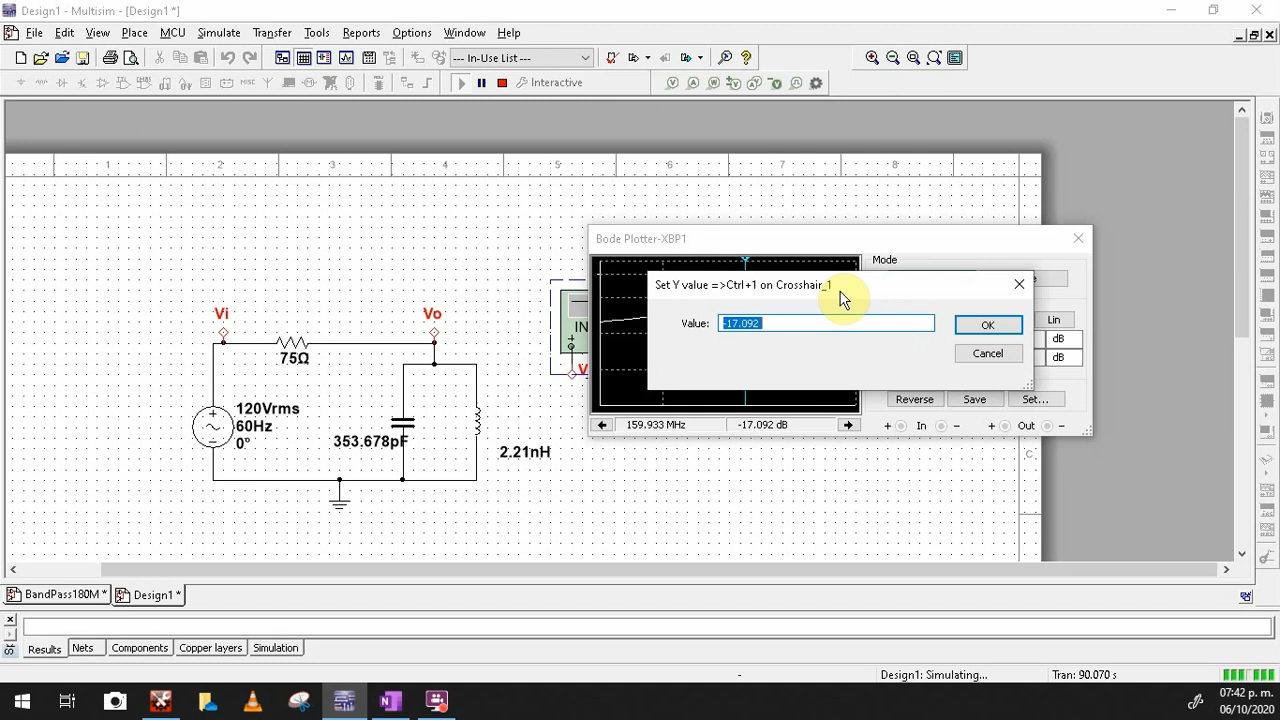 Design1 - Multisim - [Design1 *]
File Edit View Place MCU Simulate Transfer Tools Reports Options Window Help
--- In-Use List ---
Interactive
1 2 3 4 5 6 7 8
Bode Plotter-XBP1
Mode
Set Y value =>Ctrl+1 on Crosshair_1
Value: -17.092
OK
Cancel
Lin
dB
dB
Reverse Save Set...
159.933 MHz -17.092 dB + In - + Out -
IN
Vi
Vo
75Ω
120Vrms
60Hz
0°
353.678pF
2.21nH
C
BandPass180M * Design1 *
Results Nets Components Copper layers Simulation
- Design1: Simulating... Tran: 90.070 s
07:42 p. m.
06/10/2020